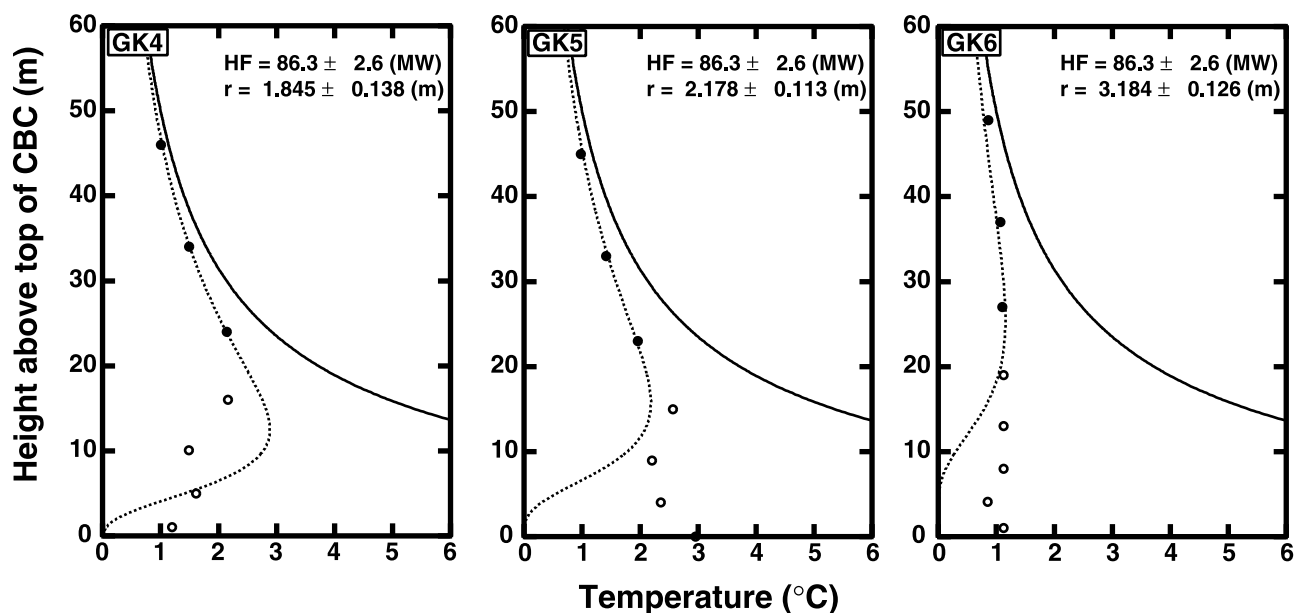 Height above top of CBC (m)
60
50
40
30
20
10
0
GK4
HF = 86.3 ± 2.6 (MW)
r = 1.845 ± 0.138 (m)
0 1 2 3 4 5 6
60
50
40
30
20
10
0
GK5
HF = 86.3 ± 2.6 (MW)
r = 2.178 ± 0.113 (m)
0 1 2 3 4 5 6
60
50
40
30
20
10
0
GK6
HF = 86.3 ± 2.6 (MW)
r = 3.184 ± 0.126 (m)
0 1 2 3 4 5 6
Temperature (°C)